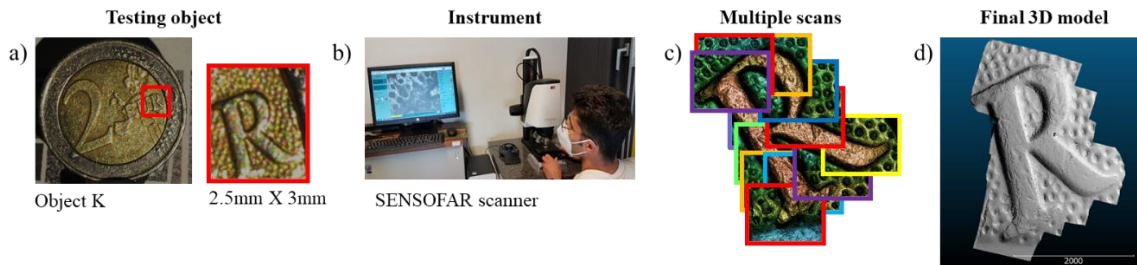 Testing object
Instrument
Multiple scans
Final 3D model
a)
b)
c)
d)
2
R
R
Object K
2.5mm X 3mm
SENSOFAR scanner
2000